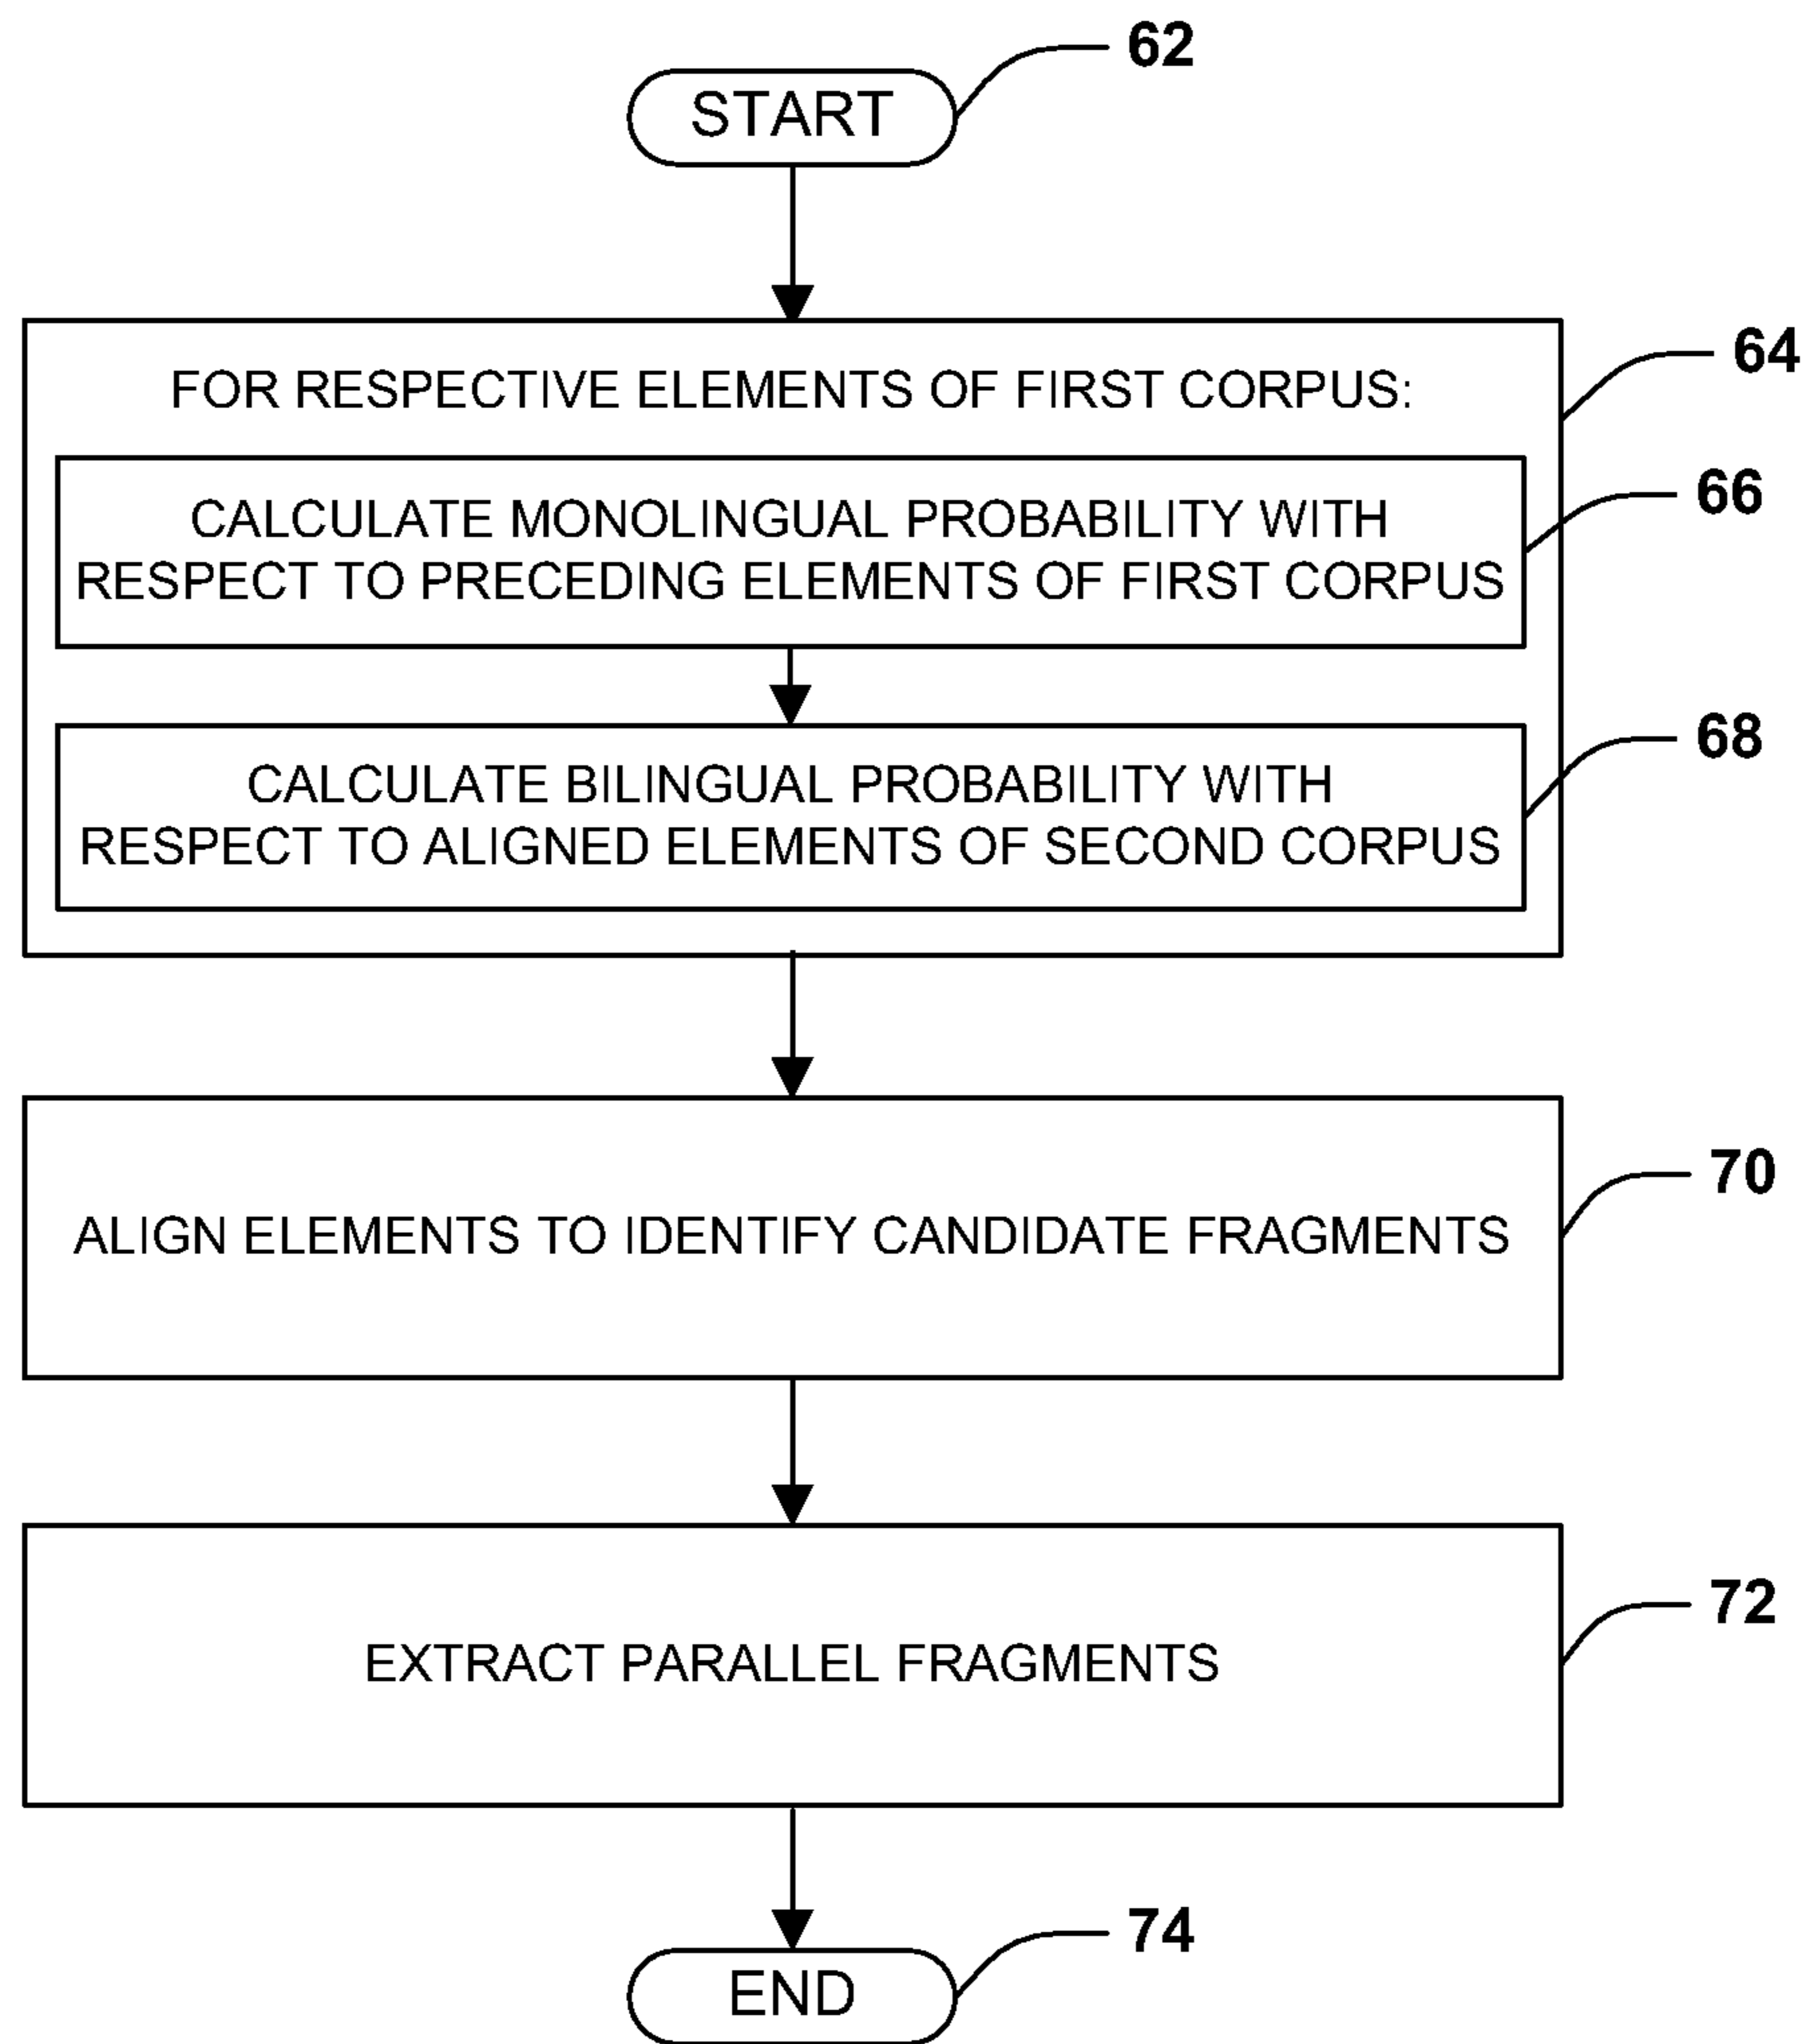 62
START
64
FOR RESPECTIVE ELEMENTS OF FIRST CORPUS:
66
CALCULATE MONOLINGUAL PROBABILITY WITH
RESPECT TO PRECEDING ELEMENTS OF FIRST CORPUS
68
CALCULATE BILINGUAL PROBABILITY WITH
RESPECT TO ALIGNED ELEMENTS OF SECOND CORPUS
70
ALIGN ELEMENTS TO IDENTIFY CANDIDATE FRAGMENTS
72
EXTRACT PARALLEL FRAGMENTS
74
END